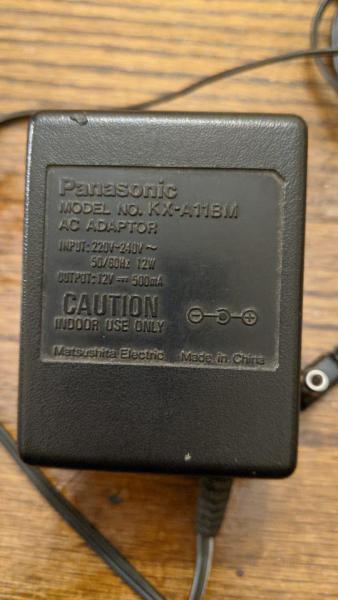 Panasonic
MODEL NO. KX-A11BM
AC ADAPTOR
INPUT: 220V-240V ~
50/60Hz 12W
OUTPUT: 12V ⎓ 500mA
CAUTION
INDOOR USE ONLY
Matsushita Electric Made in China